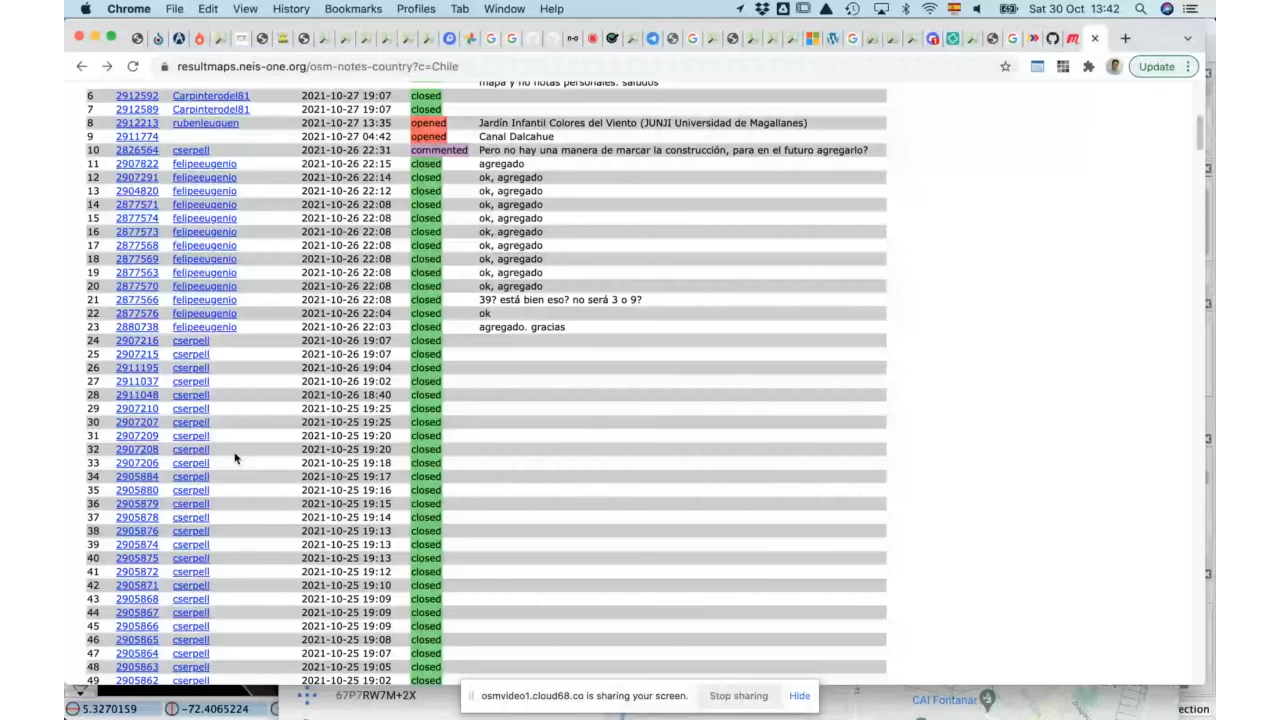 Chrome File Edit View History Bookmarks Profiles Tab Window Help Sat 30 Oct 13:42
resultmaps.neis-one.org/osm-notes-country?c=Chile Update
mapa y no notas personales. saludos
6 2912592 Carpinterodel81 2021-10-27 19:07 closed
7 2912589 Carpinterodel81 2021-10-27 19:07 closed
8 2912213 rubenleuquen 2021-10-27 13:35 opened Jardín Infantil Colores del Viento (JUNJI Universidad de Magallanes)
9 2911774 2021-10-27 04:42 opened Canal Dalcahue
10 2826564 cserpell 2021-10-26 22:31 commented Pero no hay una manera de marcar la construcción, para en el futuro agregarlo?
11 2907822 felipeeugenio 2021-10-26 22:15 closed agregado
12 2907291 felipeeugenio 2021-10-26 22:14 closed ok, agregado
13 2904820 felipeeugenio 2021-10-26 22:12 closed ok, agregado
14 2877571 felipeeugenio 2021-10-26 22:08 closed ok, agregado
15 2877574 felipeeugenio 2021-10-26 22:08 closed ok, agregado
16 2877573 felipeeugenio 2021-10-26 22:08 closed ok, agregado
17 2877568 felipeeugenio 2021-10-26 22:08 closed ok, agregado
18 2877569 felipeeugenio 2021-10-26 22:08 closed ok, agregado
19 2877563 felipeeugenio 2021-10-26 22:08 closed ok, agregado
20 2877570 felipeeugenio 2021-10-26 22:08 closed ok, agregado
21 2877566 felipeeugenio 2021-10-26 22:08 closed 39? está bien eso? no será 3 o 9?
22 2877576 felipeeugenio 2021-10-26 22:04 closed ok
23 2880738 felipeeugenio 2021-10-26 22:03 closed agregado. gracias
24 2907216 cserpell 2021-10-26 19:07 closed
25 2907215 cserpell 2021-10-26 19:07 closed
26 2911195 cserpell 2021-10-26 19:04 closed
27 2911037 cserpell 2021-10-26 19:02 closed
28 2911048 cserpell 2021-10-26 18:40 closed
29 2907210 cserpell 2021-10-25 19:25 closed
30 2907207 cserpell 2021-10-25 19:25 closed
31 2907209 cserpell 2021-10-25 19:20 closed
32 2907208 cserpell 2021-10-25 19:20 closed
33 2907206 cserpell 2021-10-25 19:18 closed
34 2905884 cserpell 2021-10-25 19:17 closed
35 2905880 cserpell 2021-10-25 19:16 closed
36 2905879 cserpell 2021-10-25 19:15 closed
37 2905878 cserpell 2021-10-25 19:14 closed
38 2905876 cserpell 2021-10-25 19:13 closed
39 2905874 cserpell 2021-10-25 19:13 closed
40 2905875 cserpell 2021-10-25 19:13 closed
41 2905872 cserpell 2021-10-25 19:12 closed
42 2905871 cserpell 2021-10-25 19:10 closed
43 2905868 cserpell 2021-10-25 19:09 closed
44 2905867 cserpell 2021-10-25 19:09 closed
45 2905866 cserpell 2021-10-25 19:09 closed
46 2905865 cserpell 2021-10-25 19:08 closed
47 2905864 cserpell 2021-10-25 19:07 closed
48 2905863 cserpell 2021-10-25 19:05 closed
49 2905862 cserpell 2021-10-25 19:02 closed
67P7RW7M+2X osmvideo1.cloud68.co is sharing your screen. Stop sharing Hide CAI Fontanar
5.3270159 -72.4065224 ection